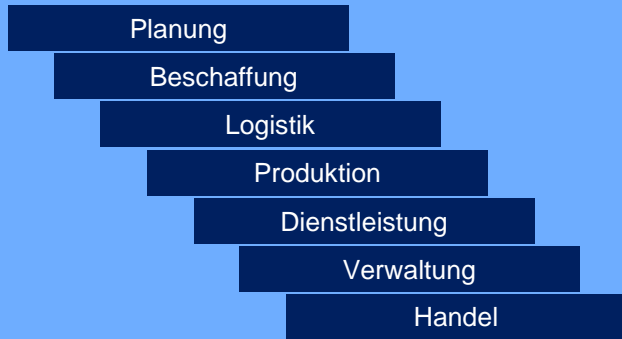 Planung
Beschaffung
Logistik
Produktion
Dienstleistung
Verwaltung
Handel